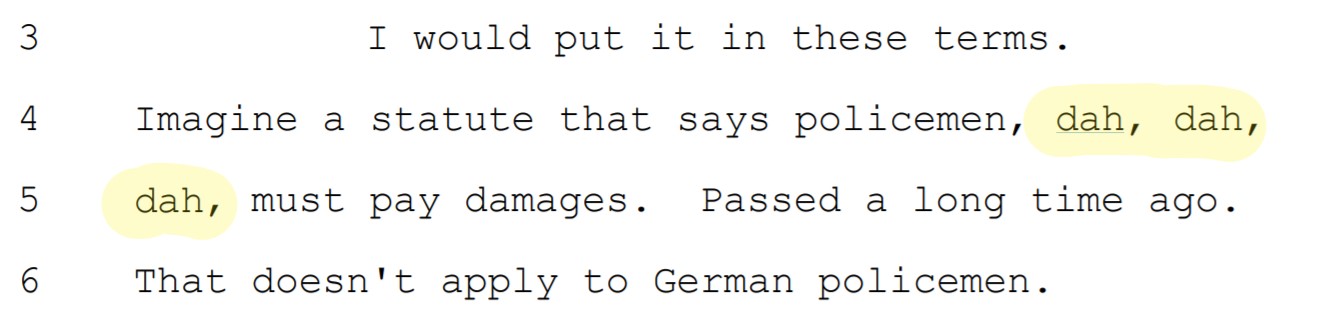 3 I would put it in these terms.
4 Imagine a statute that says policemen, dah, dah,
5 dah, must pay damages. Passed a long time ago.
6 That doesn't apply to German policemen.